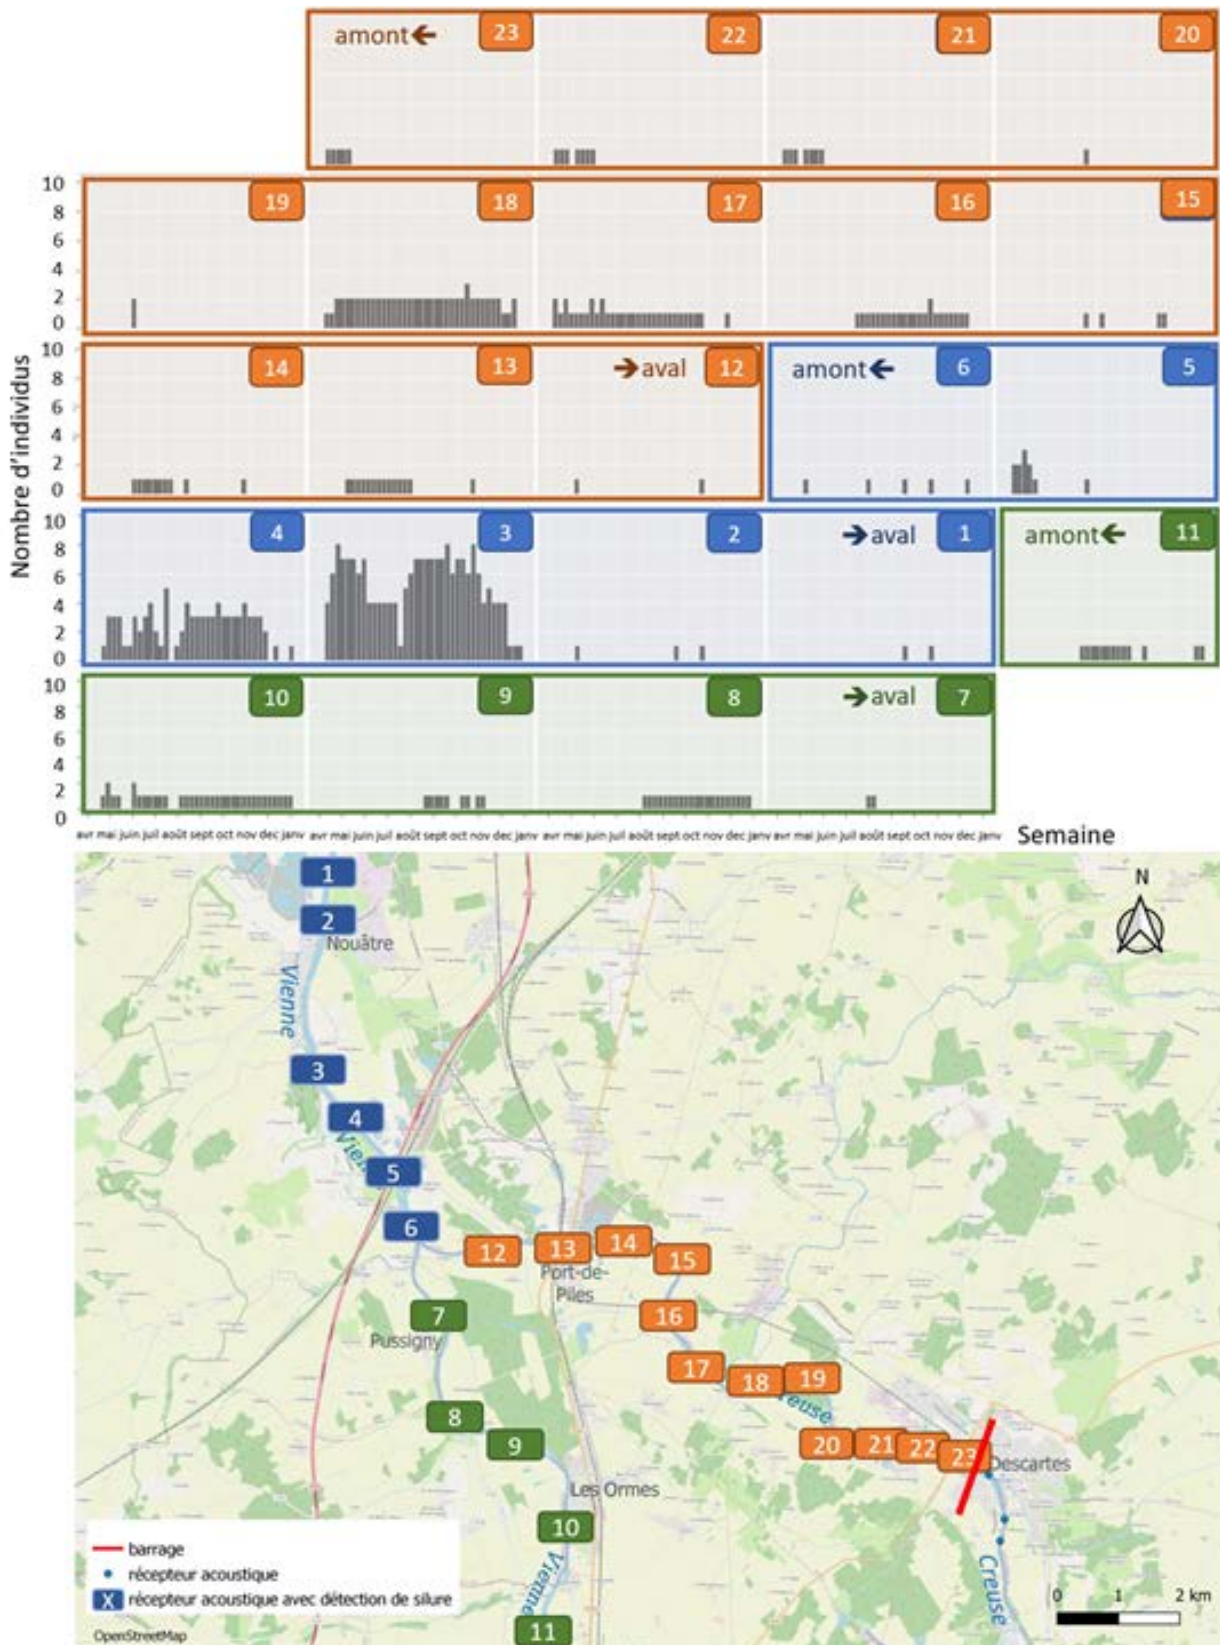 amont← 23 22 21 20
10
8
6
4
2
0
19 18 17 16 15
10
8
6
4
2
0
14 13 →aval 12 amont← 6 5
Nombre d'individus
10
8
6
4
2
0
4 3 2 →aval 1 amont← 11
10
8
6
4
2
0
10 9 8 →aval 7
avr mai juin juil août sept oct nov dec janv avr mai juin juil août sept oct nov dec janv avr mai juin juil août sept oct nov dec janv avr mai juin juil août sept oct nov dec janv Semaine
1
N
2
Nouâtre
Vienne
3
4
5
6
12 13 14 15
Port-de-
Piles
7 16
Pussigny
17 18 19
Creuse
8
9 20 21 22 23
Descartes
Les Ormes
10
Vienne
11
Creuse
barrage
récepteur acoustique
X récepteur acoustique avec détection de silure
0 1 2 km
OpenStreetMap